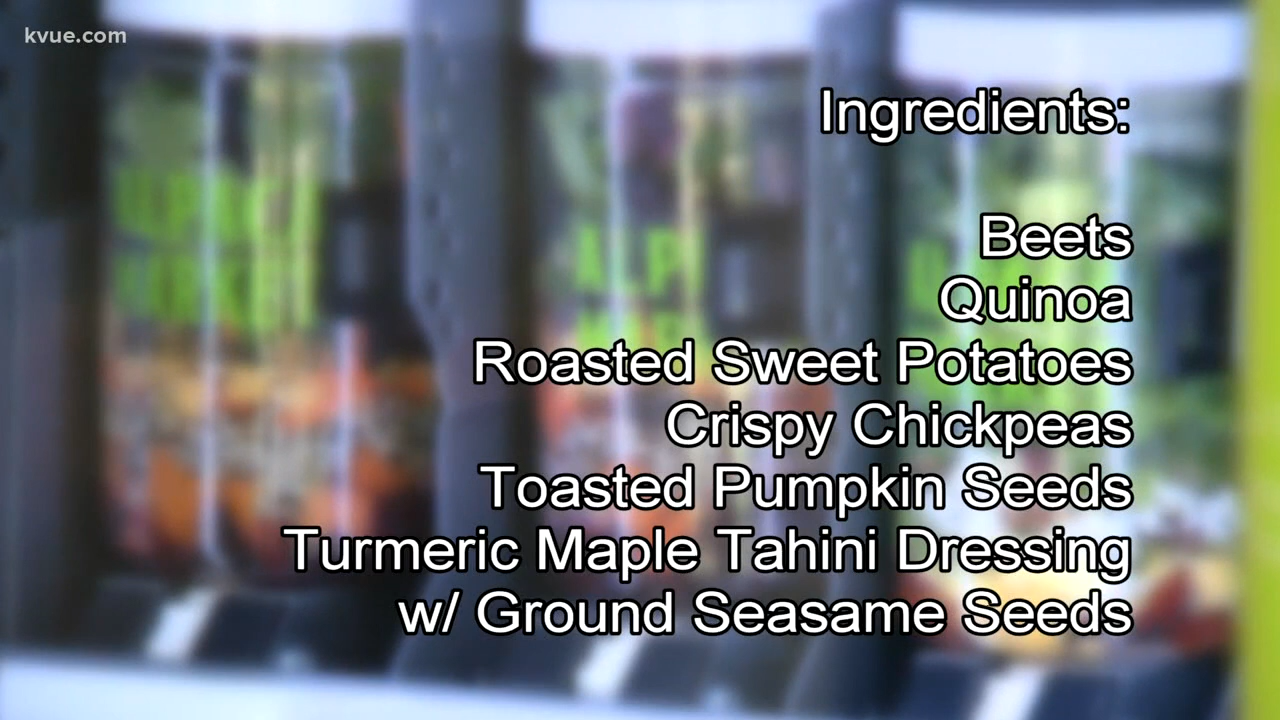 kvue.com
Ingredients:
Beets
Quinoa
Roasted Sweet Potatoes
Crispy Chickpeas
Toasted Pumpkin Seeds
Turmeric Maple Tahini Dressing
w/ Ground Seasame Seeds